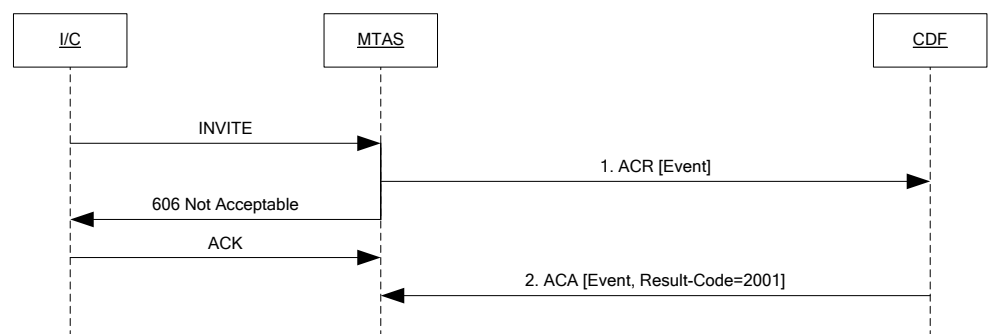 I/C
MTAS
CDF
INVITE
1. ACR [Event]
606 Not Acceptable
ACK
2. ACA [Event, Result-Code=2001]